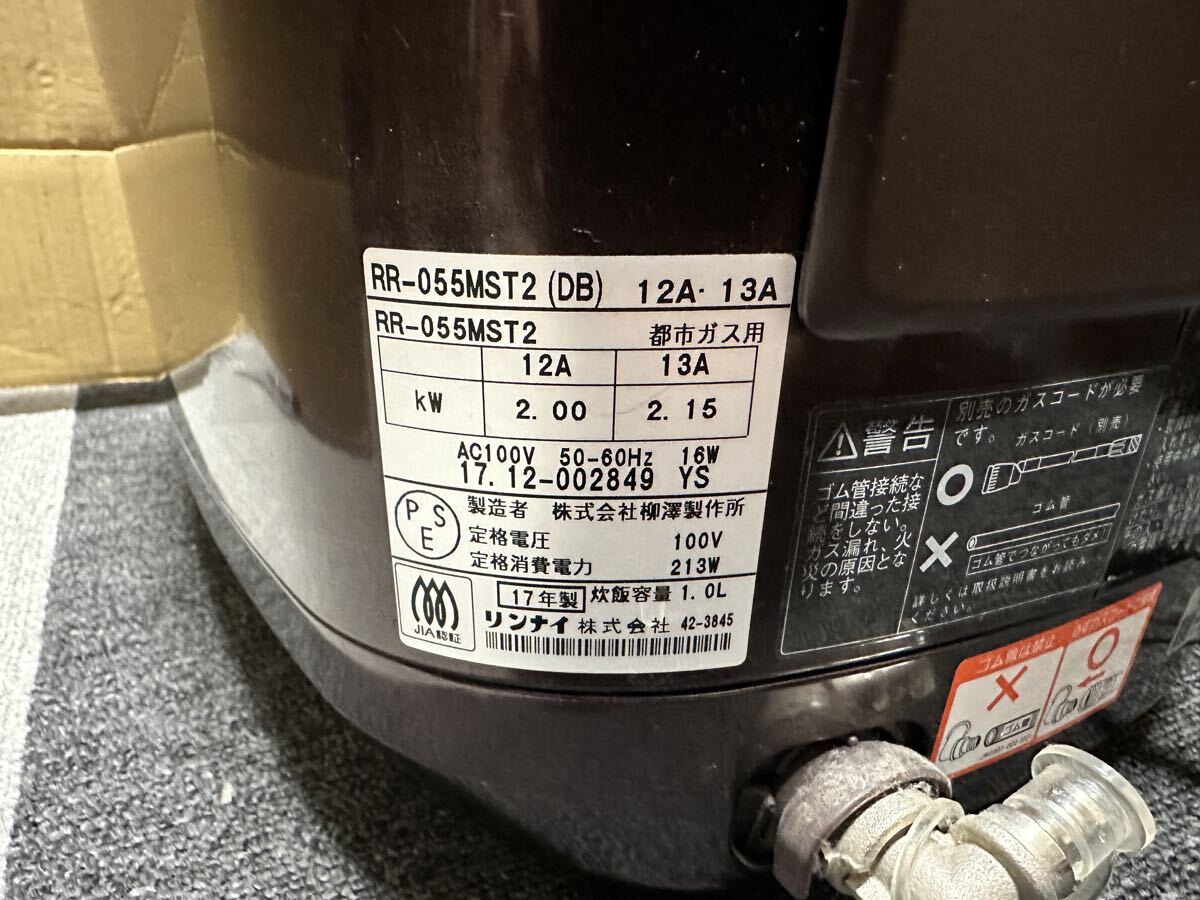 RR-055MST2 (DB) 12A· 13A
RR-055MST2 都市ガス用
12A 13A
kW 2.00 2.15
AC100V 50-60Hz 16W
17.12-002849 YS
PSE
製造者 株式会社柳澤製作所
定格電圧 100V
定格消費電力 213W
JIA認証
17年製 炊飯容量 1.0L
リンナイ株式会社 42-3845
警告
ゴム管接続な
ど間違った接
続をしない。
ガス漏れ、火
災の原因とな
ります。
別売のガスコードが必要
です。 ガスコード(別売)
ゴム管
ゴム管でつながってもダメ!
詳しくは取扱説明書をお読み
ください。
ゴム管は禁止